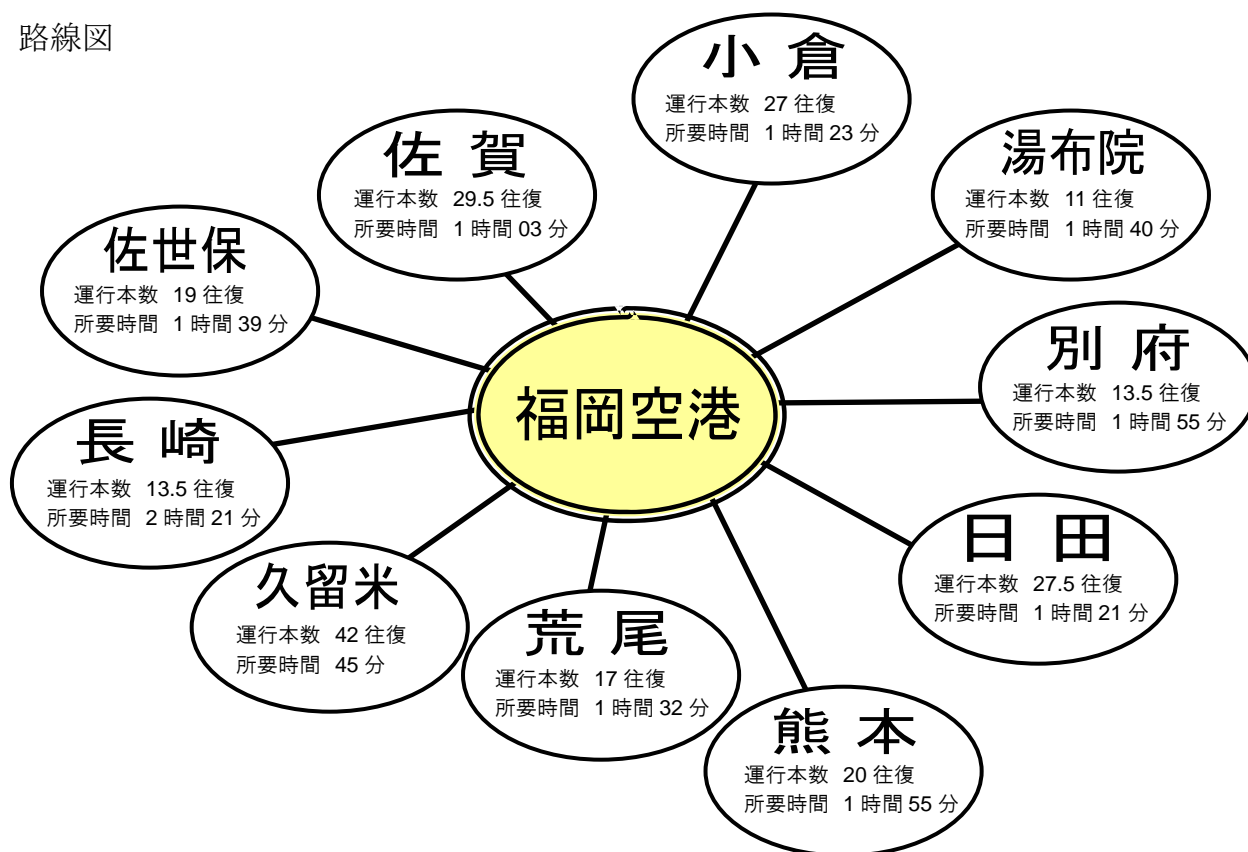 路線図
小倉
運行本数 27 往復
所要時間 1 時間 23 分
佐賀
運行本数 29.5 往復
所要時間 1 時間 03 分
湯布院
運行本数 11 往復
所要時間 1 時間 40 分
佐世保
運行本数 19 往復
所要時間 1 時間 39 分
別府
運行本数 13.5 往復
所要時間 1 時間 55 分
福岡空港
長崎
運行本数 13.5 往復
所要時間 2 時間 21 分
日田
運行本数 27.5 往復
所要時間 1 時間 21 分
久留米
運行本数 42 往復
所要時間 45 分
荒尾
運行本数 17 往復
所要時間 1 時間 32 分
熊本
運行本数 20 往復
所要時間 1 時間 55 分